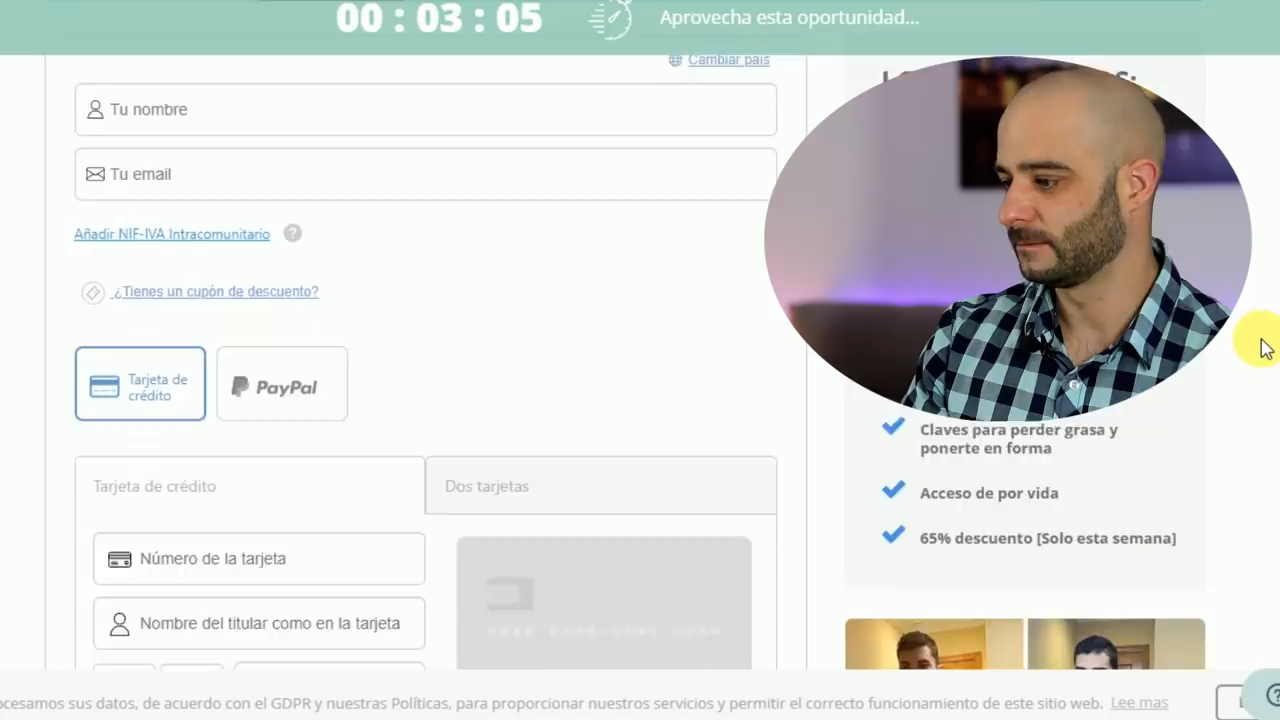 00 : 03 : 05
Aprovecha esta oportunidad...
Cambiar país
Tu nombre
Tu email
Añadir NIF-IVA Intracomunitario
?
¿Tienes un cupón de descuento?
Tarjeta de
crédito
PayPal
Tarjeta de crédito
Dos tarjetas
Número de la tarjeta
Nombre del titular como en la tarjeta
Claves para perder grasa y
ponerte en forma
Acceso de por vida
65% descuento [Solo esta semana]
ocesamos sus datos, de acuerdo con el GDPR y nuestras Políticas, para proporcionar nuestros servicios y permitir el correcto funcionamiento de este sitio web. Lee mas
?